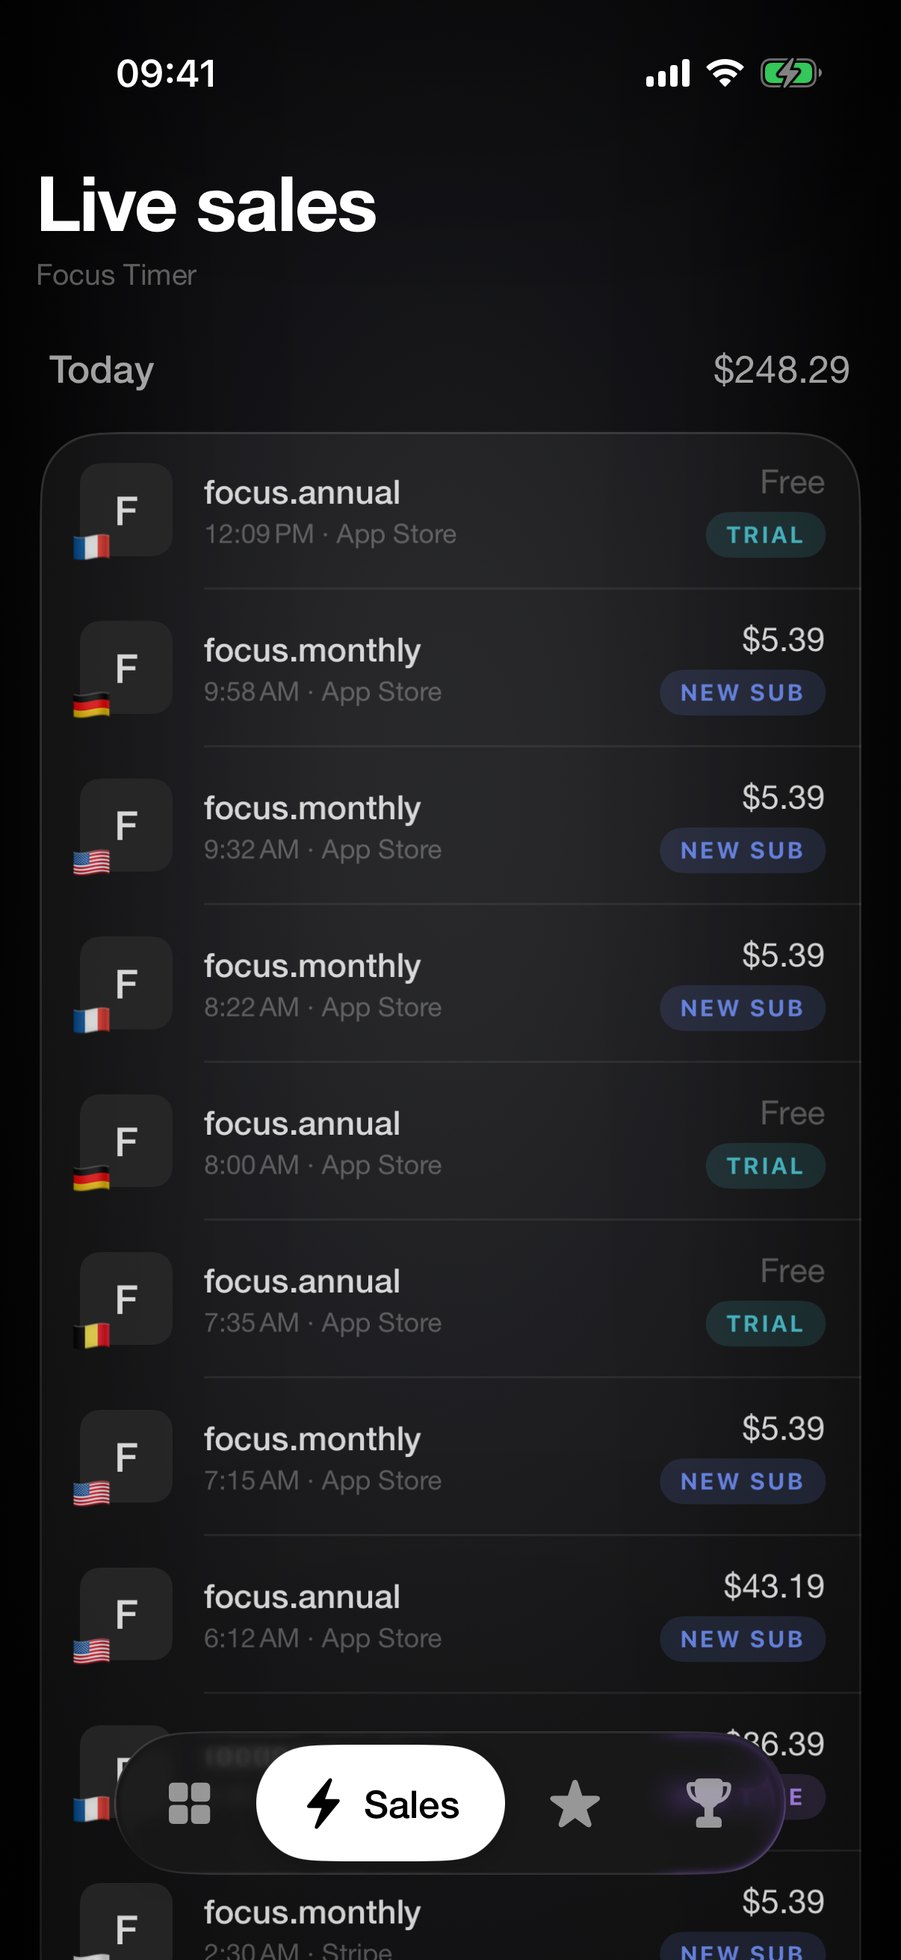 09:41
Live sales
Focus Timer
Today $248.29
F focus.annual Free
12:09 PM · App Store TRIAL
F focus.monthly $5.39
9:58 AM · App Store NEW SUB
F focus.monthly $5.39
9:32 AM · App Store NEW SUB
F focus.monthly $5.39
8:22 AM · App Store NEW SUB
F focus.annual Free
8:00 AM · App Store TRIAL
F focus.annual Free
7:35 AM · App Store TRIAL
F focus.monthly $5.39
7:15 AM · App Store NEW SUB
F focus.annual $43.19
6:12 AM · App Store NEW SUB
Sales
F focus.monthly $5.39
2:30 AM · Stripe NEW SUB